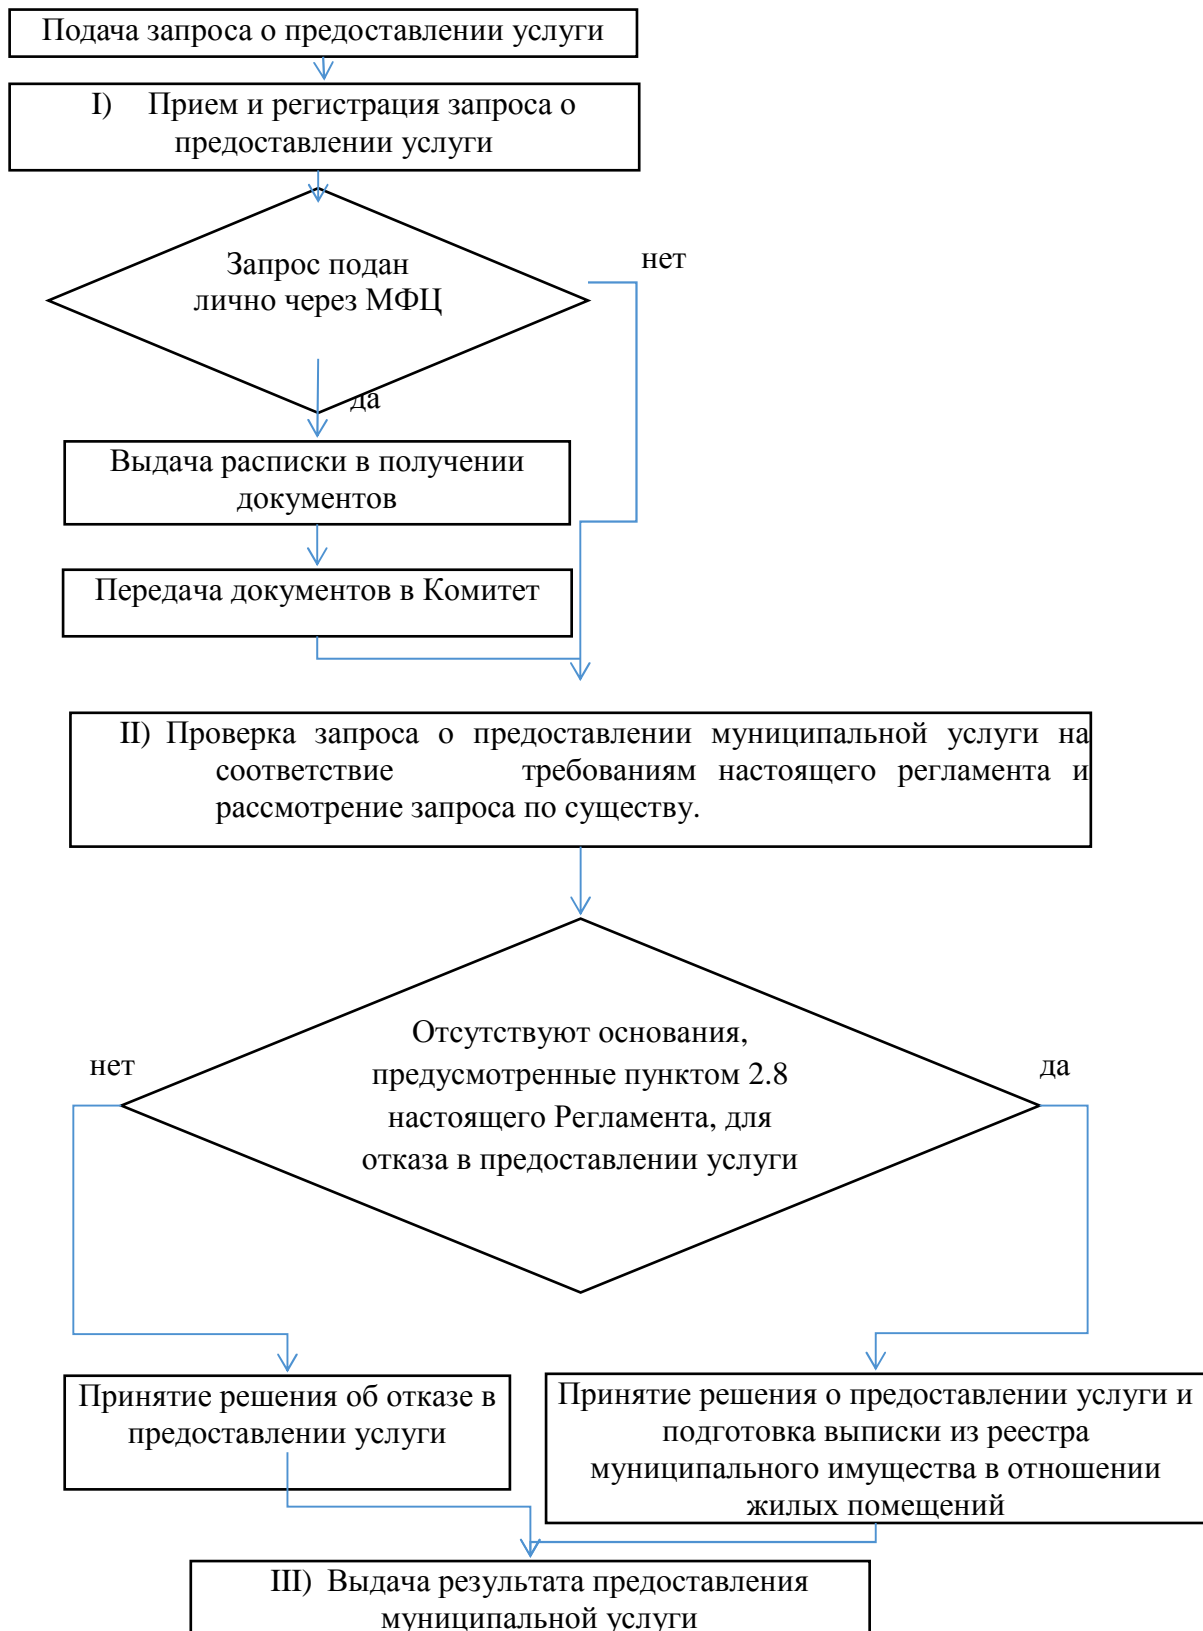 Подача запроса о предоставлении услуги
I) Прием и регистрация запроса о
предоставлении услуги
Запрос подан
лично через МФЦ
нет
да
Выдача расписки в получении
документов
Передача документов в Комитет
II) Проверка запроса о предоставлении муниципальной услуги на
соответствие требованиям настоящего регламента и
рассмотрение запроса по существу.
Отсутствуют основания,
предусмотренные пунктом 2.8
настоящего Регламента, для
отказа в предоставлении услуги
нет
да
Принятие решения об отказе в
предоставлении услуги
Принятие решения о предоставлении услуги и
подготовка выписки из реестра
муниципального имущества в отношении
жилых помещений
III) Выдача результата предоставления
муниципальной услуги